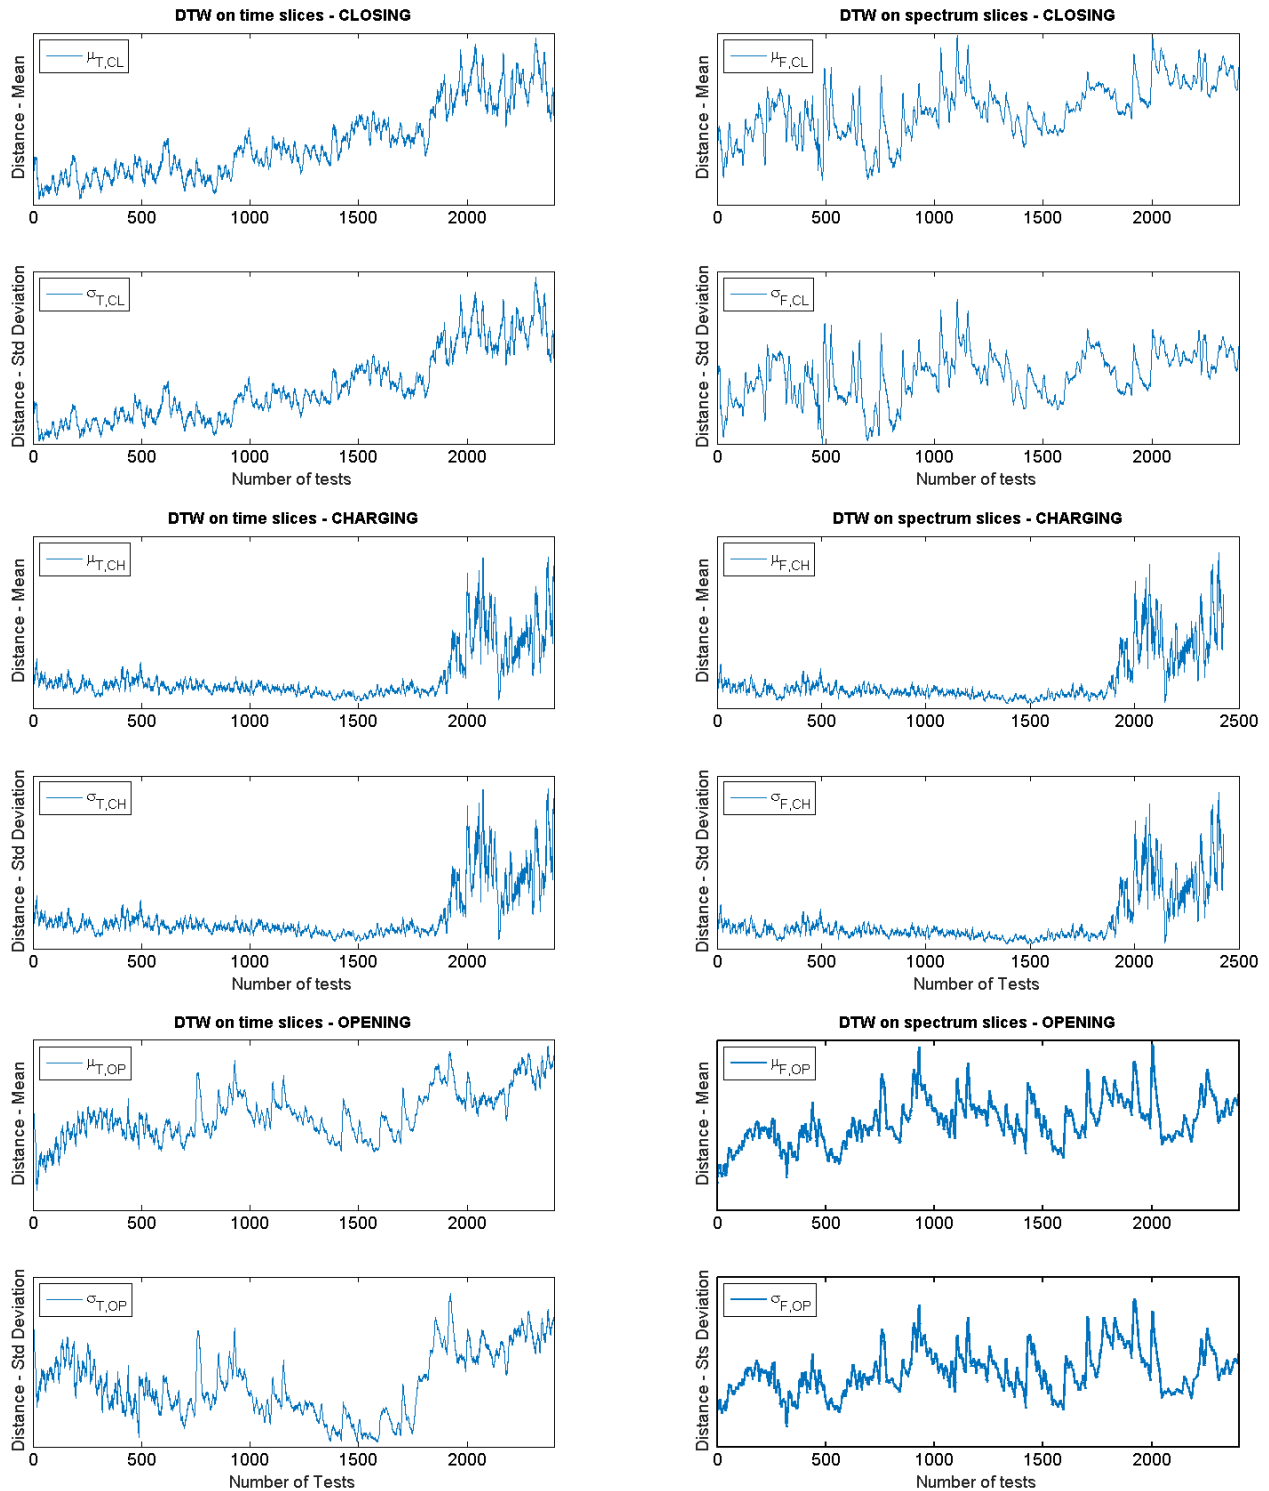 DTW on time slices - CLOSING
Distance - Mean
μT,CL
0 500 1000 1500 2000
Distance - Std Deviation
σT,CL
0 500 1000 1500 2000
Number of tests
DTW on spectrum slices - CLOSING
Distance - Mean
μF,CL
0 500 1000 1500 2000
Distance - Std Deviation
σF,CL
0 500 1000 1500 2000
Number of tests
DTW on time slices - CHARGING
Distance - Mean
μT,CH
0 500 1000 1500 2000
Distance - Std Deviation
σT,CH
0 500 1000 1500 2000
Number of tests
DTW on spectrum slices - CHARGING
Distance - Mean
μF,CH
0 500 1000 1500 2000 2500
Distance - Std Deviation
σF,CH
0 500 1000 1500 2000 2500
Number of Tests
DTW on time slices - OPENING
Distance - Mean
μT,OP
0 500 1000 1500 2000
Distance - Std Deviation
σT,OP
0 500 1000 1500 2000
Number of Tests
DTW on spectrum slices - OPENING
Distance - Mean
μF,OP
0 500 1000 1500 2000
Distance - Sts Deviation
σF,OP
0 500 1000 1500 2000
Number of tests